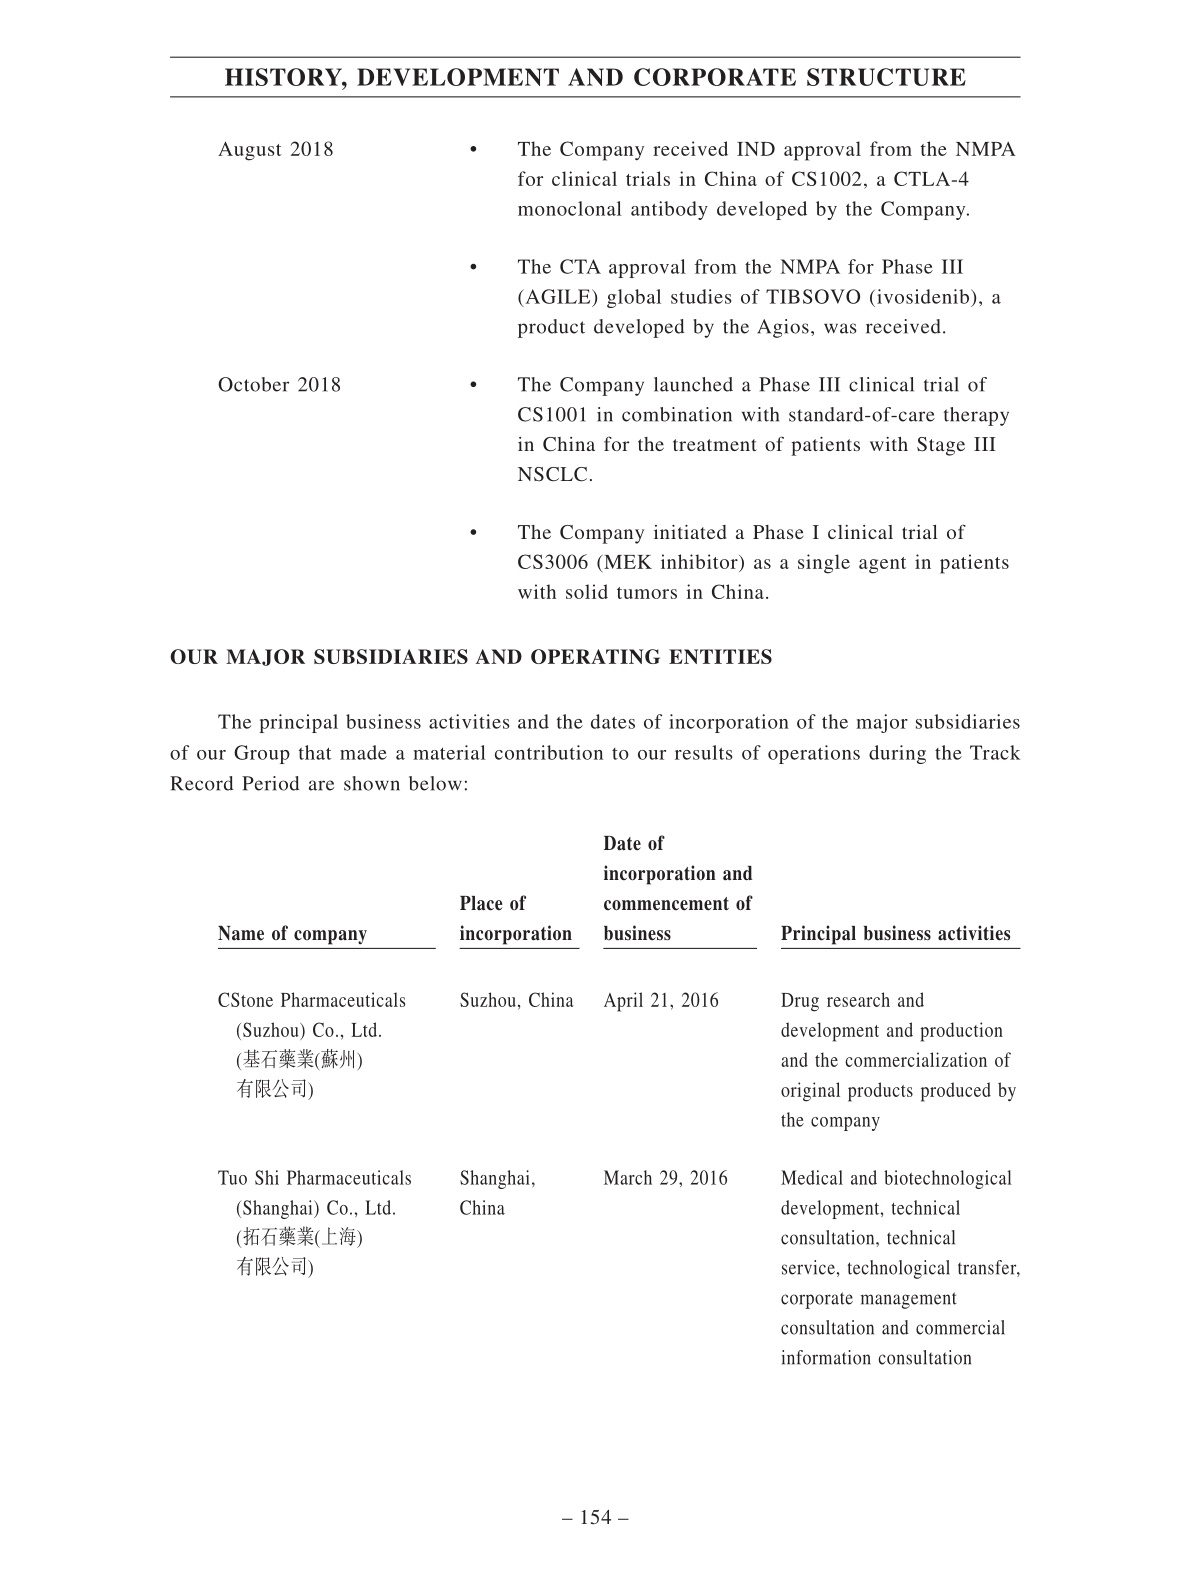 HISTORY, DEVELOPMENT AND CORPORATE STRUCTURE
August 2018
• The Company received IND approval from the NMPA
for clinical trials in China of CS1002, a CTLA-4
monoclonal antibody developed by the Company.
• The CTA approval from the NMPA for Phase III
(AGILE) global studies of TIBSOVO (ivosidenib), a
product developed by the Agios, was received.
October 2018
• The Company launched a Phase III clinical trial of
CS1001 in combination with standard-of-care therapy
in China for the treatment of patients with Stage III
NSCLC.
• The Company initiated a Phase I clinical trial of
CS3006 (MEK inhibitor) as a single agent in patients
with solid tumors in China.
OUR MAJOR SUBSIDIARIES AND OPERATING ENTITIES
The principal business activities and the dates of incorporation of the major subsidiaries
of our Group that made a material contribution to our results of operations during the Track
Record Period are shown below:
Name of company
Place of
incorporation
Date of
incorporation and
commencement of
business
Principal business activities
CStone Pharmaceuticals
(Suzhou) Co., Ltd.
(基石藥業(蘇州)
有限公司)
Suzhou, China
April 21, 2016
Drug research and
development and production
and the commercialization of
original products produced by
the company
Tuo Shi Pharmaceuticals
(Shanghai) Co., Ltd.
(拓石藥業(上海)
有限公司)
Shanghai,
China
March 29, 2016
Medical and biotechnological
development, technical
consultation, technical
service, technological transfer,
corporate management
consultation and commercial
information consultation
– 154 –